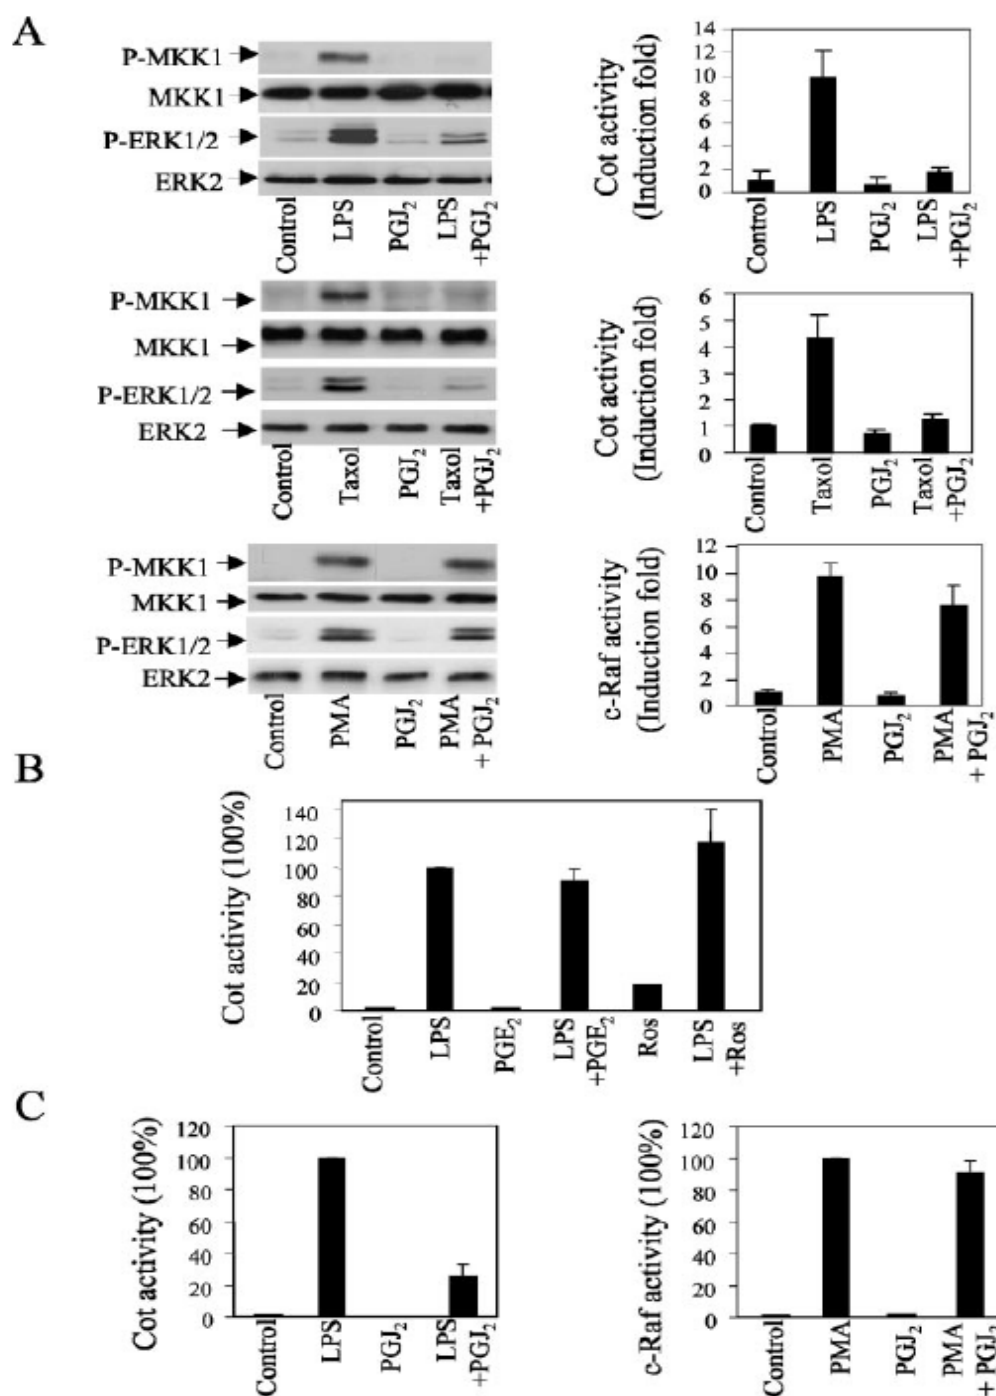 A
P-MKK1
MKK1
P-ERK1/2
ERK2
Control
LPS
PGJ2
LPS
+PGJ2
Cot activity
(Induction fold)
14
12
10
8
6
4
2
0
Control
LPS
PGJ2
LPS
+PGJ2
P-MKK1
MKK1
P-ERK1/2
ERK2
Control
Taxol
PGJ2
Taxol
+PGJ2
Cot activity
(Induction fold)
6
5
4
3
2
1
0
Control
Taxol
PGJ2
Taxol
+PGJ2
P-MKK1
MKK1
P-ERK1/2
ERK2
Control
PMA
PGJ2
PMA
+ PGJ2
c-Raf activity
(Induction fold)
12
10
8
6
4
2
0
Control
PMA
PGJ2
PMA
+ PGJ2
B
Cot activity (100%)
140
120
100
80
60
40
20
0
Control
LPS
PGE2
LPS
+PGE2
Ros
LPS
+Ros
C
Cot activity (100%)
120
100
80
60
40
20
0
Control
LPS
PGJ2
LPS
+PGJ2
c-Raf activity (100%)
120
100
80
60
40
20
0
Control
PMA
PGJ2
PMA
+ PGJ2